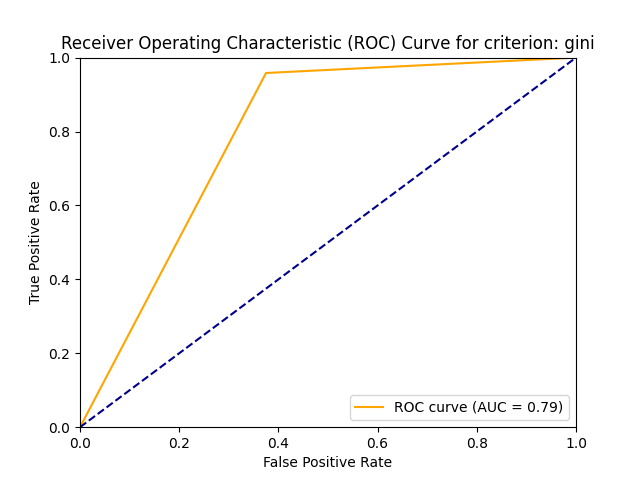 Receiver Operating Characteristic (ROC) Curve for criterion: gini
True Positive Rate
1.0
0.8
0.6
0.4
0.2
0.0
ROC curve (AUC = 0.79)
0.0 0.2 0.4 0.6 0.8 1.0
False Positive Rate